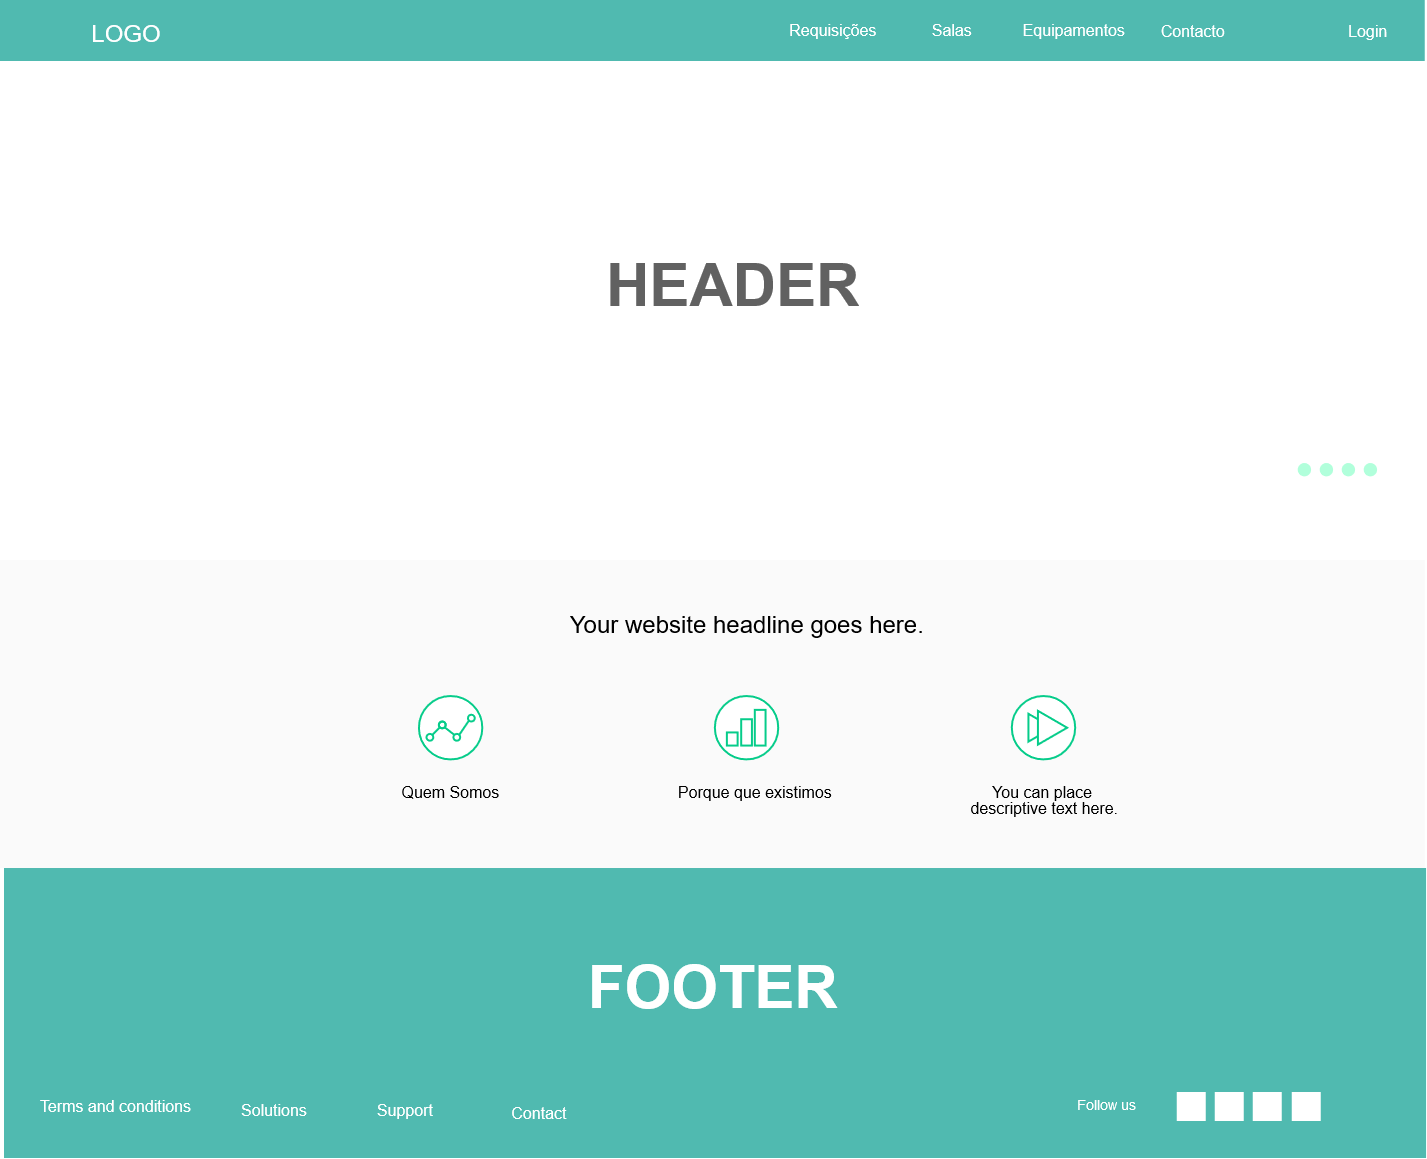 LOGO
Requisições
Salas
Equipamentos
Contacto
Login
HEADER
Your website headline goes here.
Quem Somos
Porque que existimos
You can place
descriptive text here.
FOOTER
Terms and conditions
Solutions
Support
Contact
Follow us